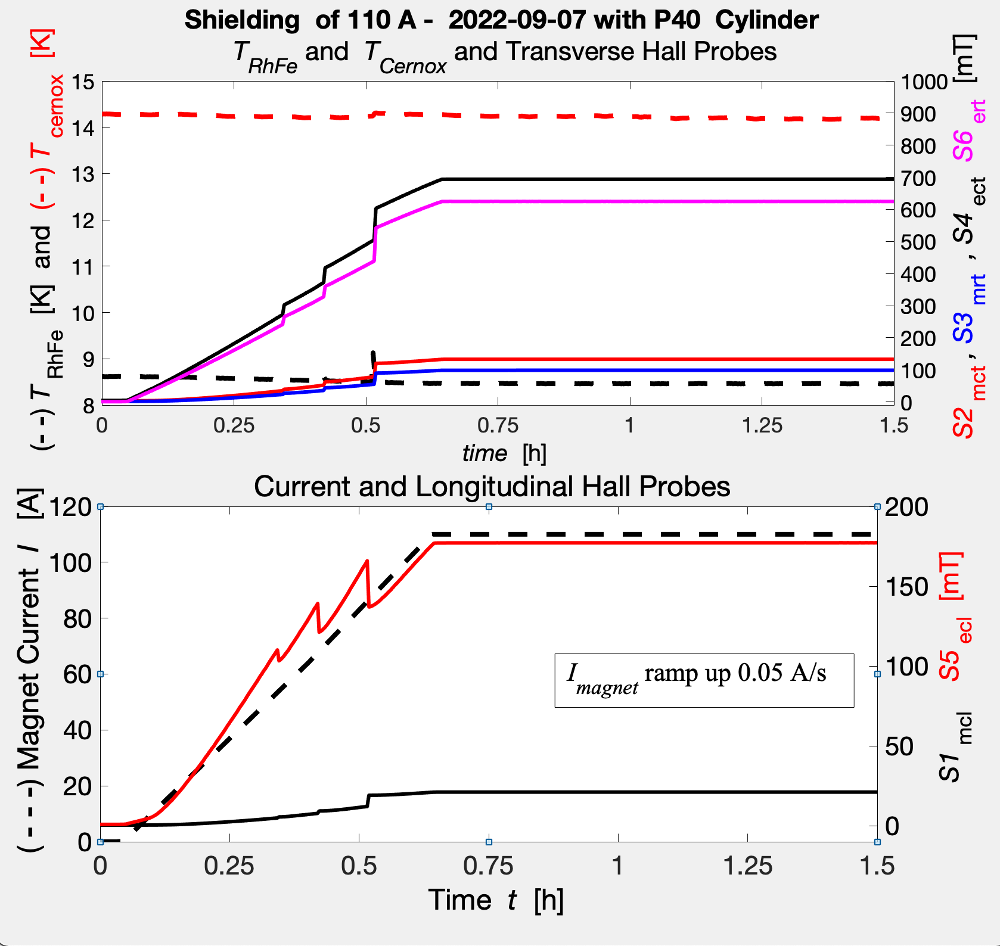 Shielding of 110 A - 2022-09-07 with P40 Cylinder
T RhFe and T Cernox and Transverse Hall Probes
(- -) T RhFe [K] and (- -) T cernox [K]
15
14
13
12
11
10
9
8
1000
900
800
700
600
500
400
300
200
100
0
S2 mct , S3 mrt , S4 ect S6 ert [mT]
0 0.25 0.5 0.75 1 1.25 1.5
time [h]
Current and Longitudinal Hall Probes
(- - -) Magnet Current I [A]
120
100
80
60
40
20
0
200
150
100
50
0
S1 mcl S5 ecl [mT]
I magnet ramp up 0.05 A/s
0 0.25 0.5 0.75 1 1.25 1.5
Time t [h]